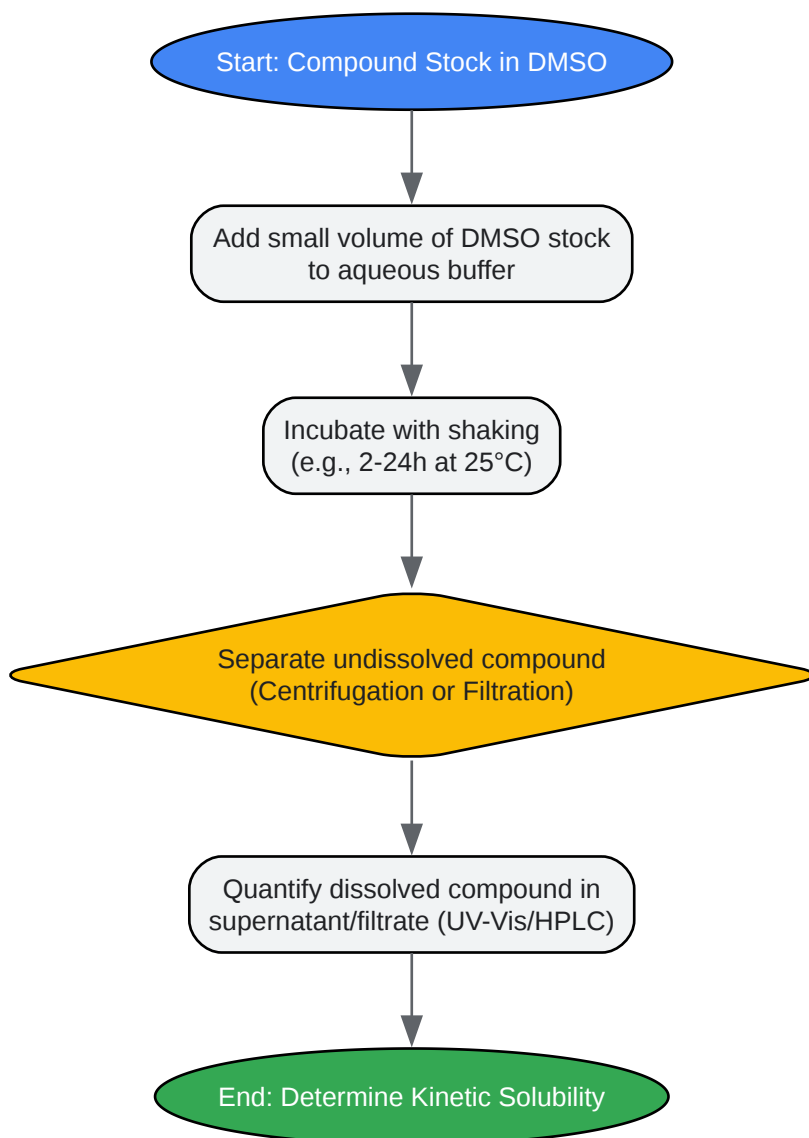 Start: Compound Stock in DMSO
Add small volume of DMSO stock
to aqueous buffer
Incubate with shaking
(e.g., 2-24h at 25°C)
Separate undissolved compound
(Centrifugation or Filtration)
Quantify dissolved compound in
supernatant/filtrate (UV-Vis/HPLC)
End: Determine Kinetic Solubility